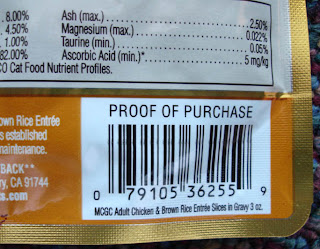 . 8.00% Ash (max.) 2.50%
. 4.50% Magnesium (max.) 0.022%
. 1.00% Taurine (min.) 0.05%
82.00% Ascorbic Acid (min.)* 5 mg/kg
CO Cat Food Nutrient Profiles.
PROOF OF PURCHASE
own Rice Entrée
s established
maintenance.
BACK**
ry, CA 91744
s.com
0 79105 36255 9
MCGC Adult Chicken & Brown Rice Entrée Slices in Gravy 3 oz.